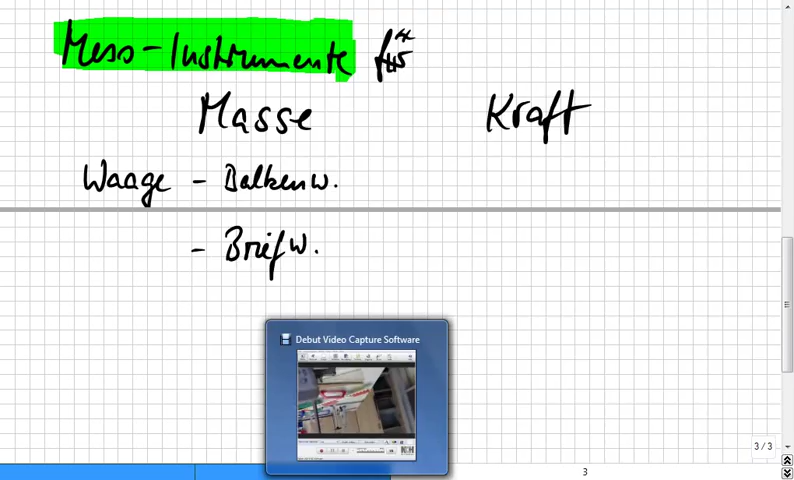 Mess-Instrumente für
Masse Kraft
Waage - Balkenw.
- Briefw.
Debut Video Capture Software
3 / 3
3